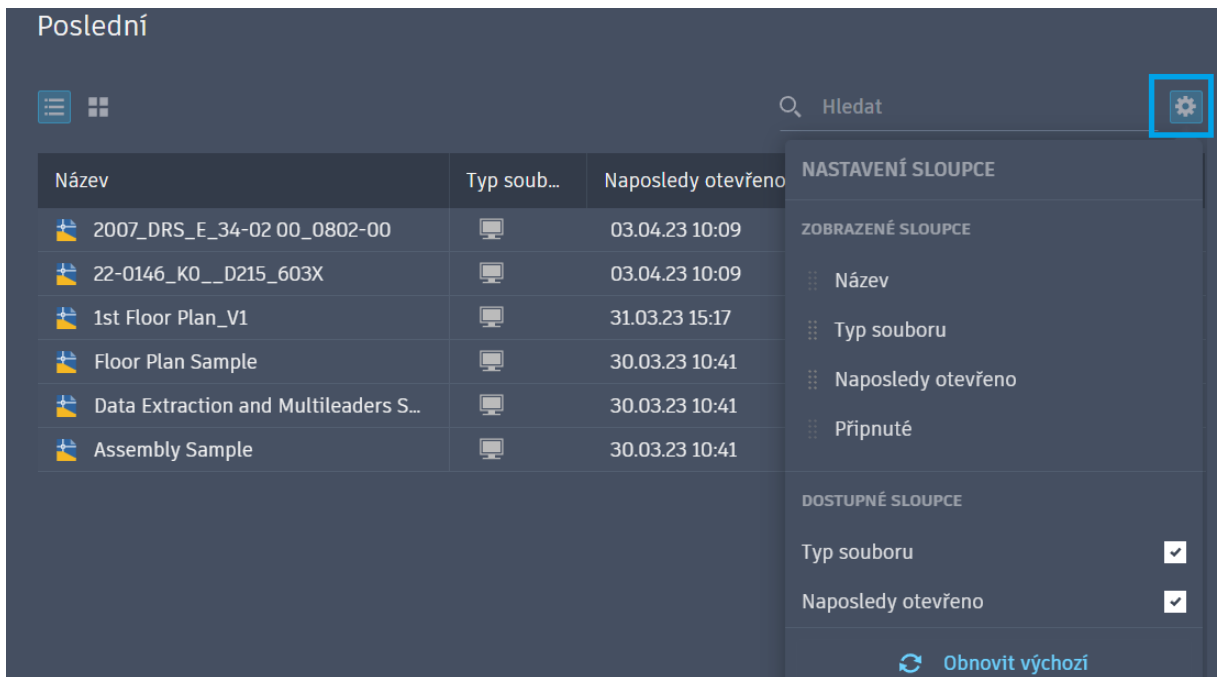 Poslední
Hledat
Název Typ soub... Naposledy otevřeno
2007_DRS_E_34-02 00_0802-00 03.04.23 10:09
22-0146_K0__D215_603X 03.04.23 10:09
1st Floor Plan_V1 31.03.23 15:17
Floor Plan Sample 30.03.23 10:41
Data Extraction and Multileaders S... 30.03.23 10:41
Assembly Sample 30.03.23 10:41
NASTAVENÍ SLOUPCE
ZOBRAZENÉ SLOUPCE
Název
Typ souboru
Naposledy otevřeno
Připnuté
DOSTUPNÉ SLOUPCE
Typ souboru
Naposledy otevřeno
Obnovit výchozí